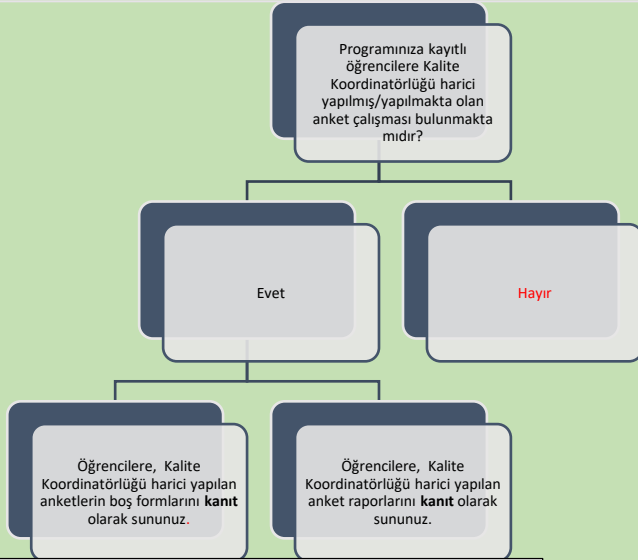 Programınıza kayıtlı
öğrencilere Kalite
Koordinatörlüğü harici
yapılmış/yapılmakta olan
anket çalışması bulunmakta
mıdır?
Evet
Hayır
Öğrencilere, Kalite
Koordinatörlüğü harici yapılan
anketlerin boş formlarını kanıt
olarak sununuz.
Öğrencilere, Kalite
Koordinatörlüğü harici yapılan
anket raporlarını kanıt olarak
sununuz.